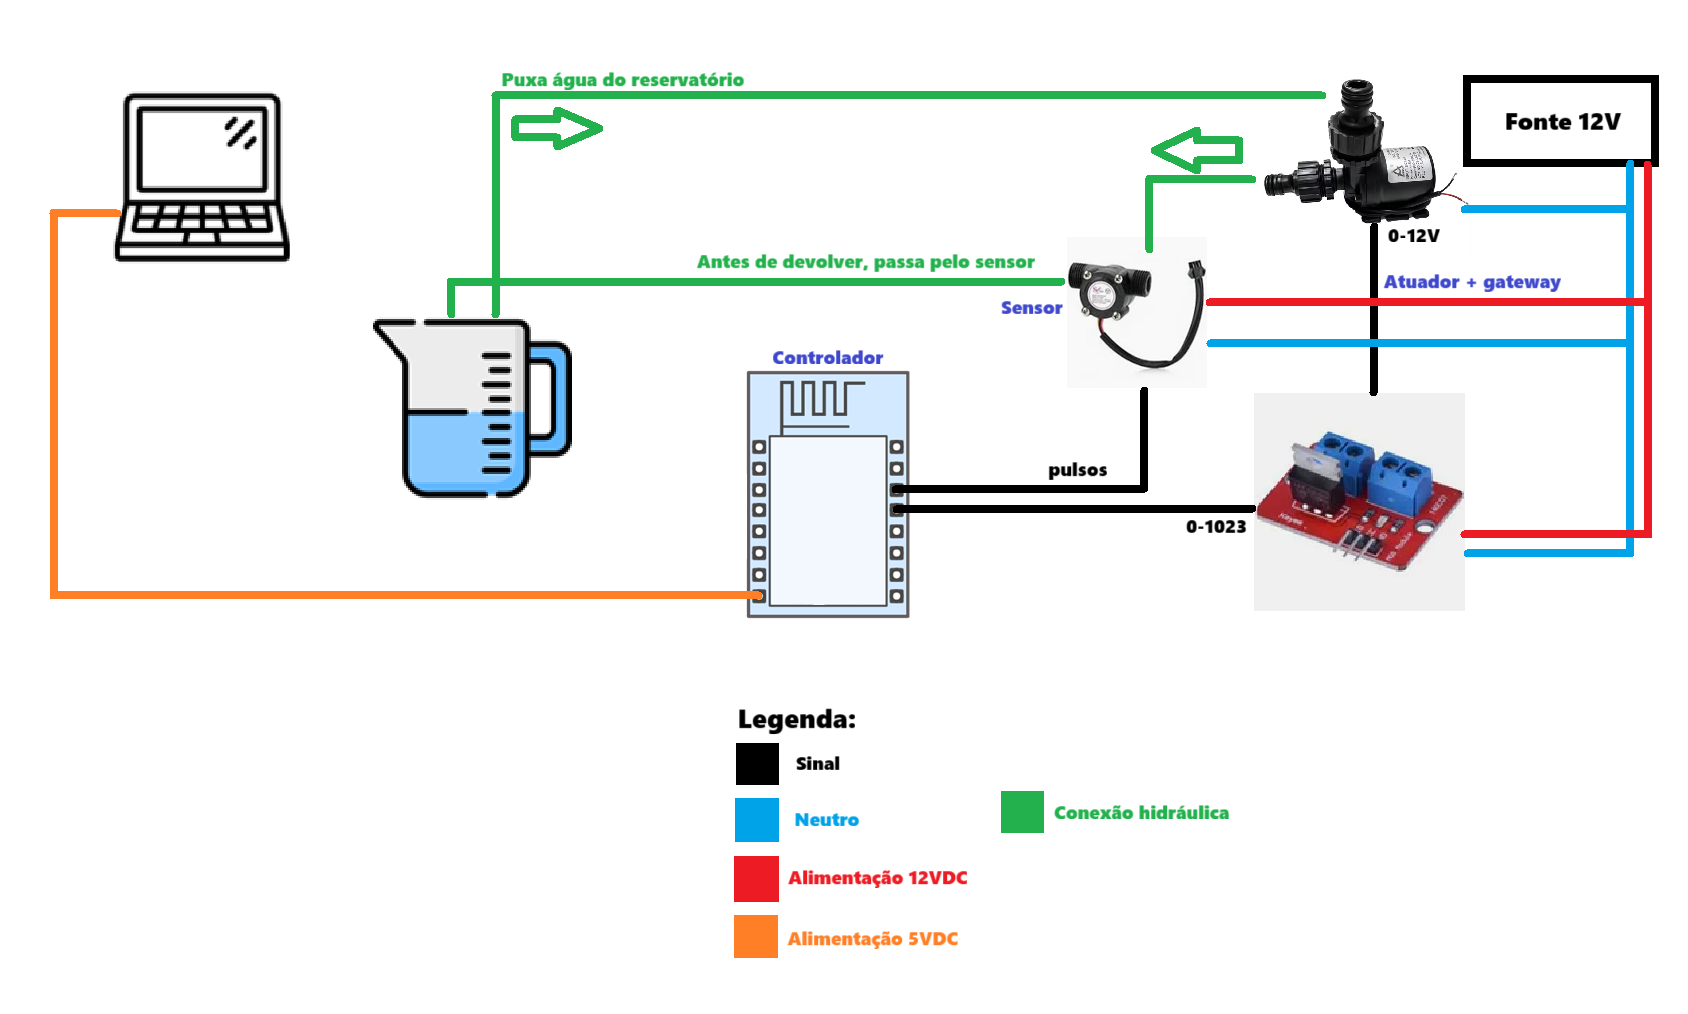 Puxa água do reservatório
Fonte 12V
0-12V
Antes de devolver, passa pelo sensor
Atuador + gateway
Sensor
Controlador
pulsos
0-1023
Keyes
Legenda:
Sinal
Neutro
Conexão hidráulica
Alimentação 12VDC
Alimentação 5VDC